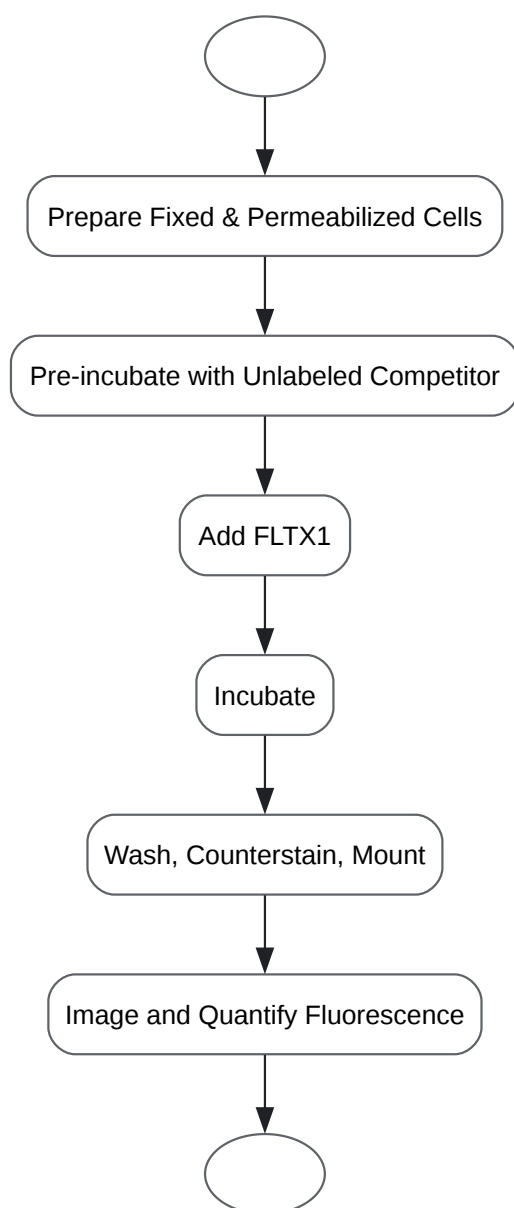 Prepare Fixed & Permeabilized Cells
Pre-incubate with Unlabeled Competitor
Add FLTX1
Incubate
Wash, Counterstain, Mount
Image and Quantify Fluorescence